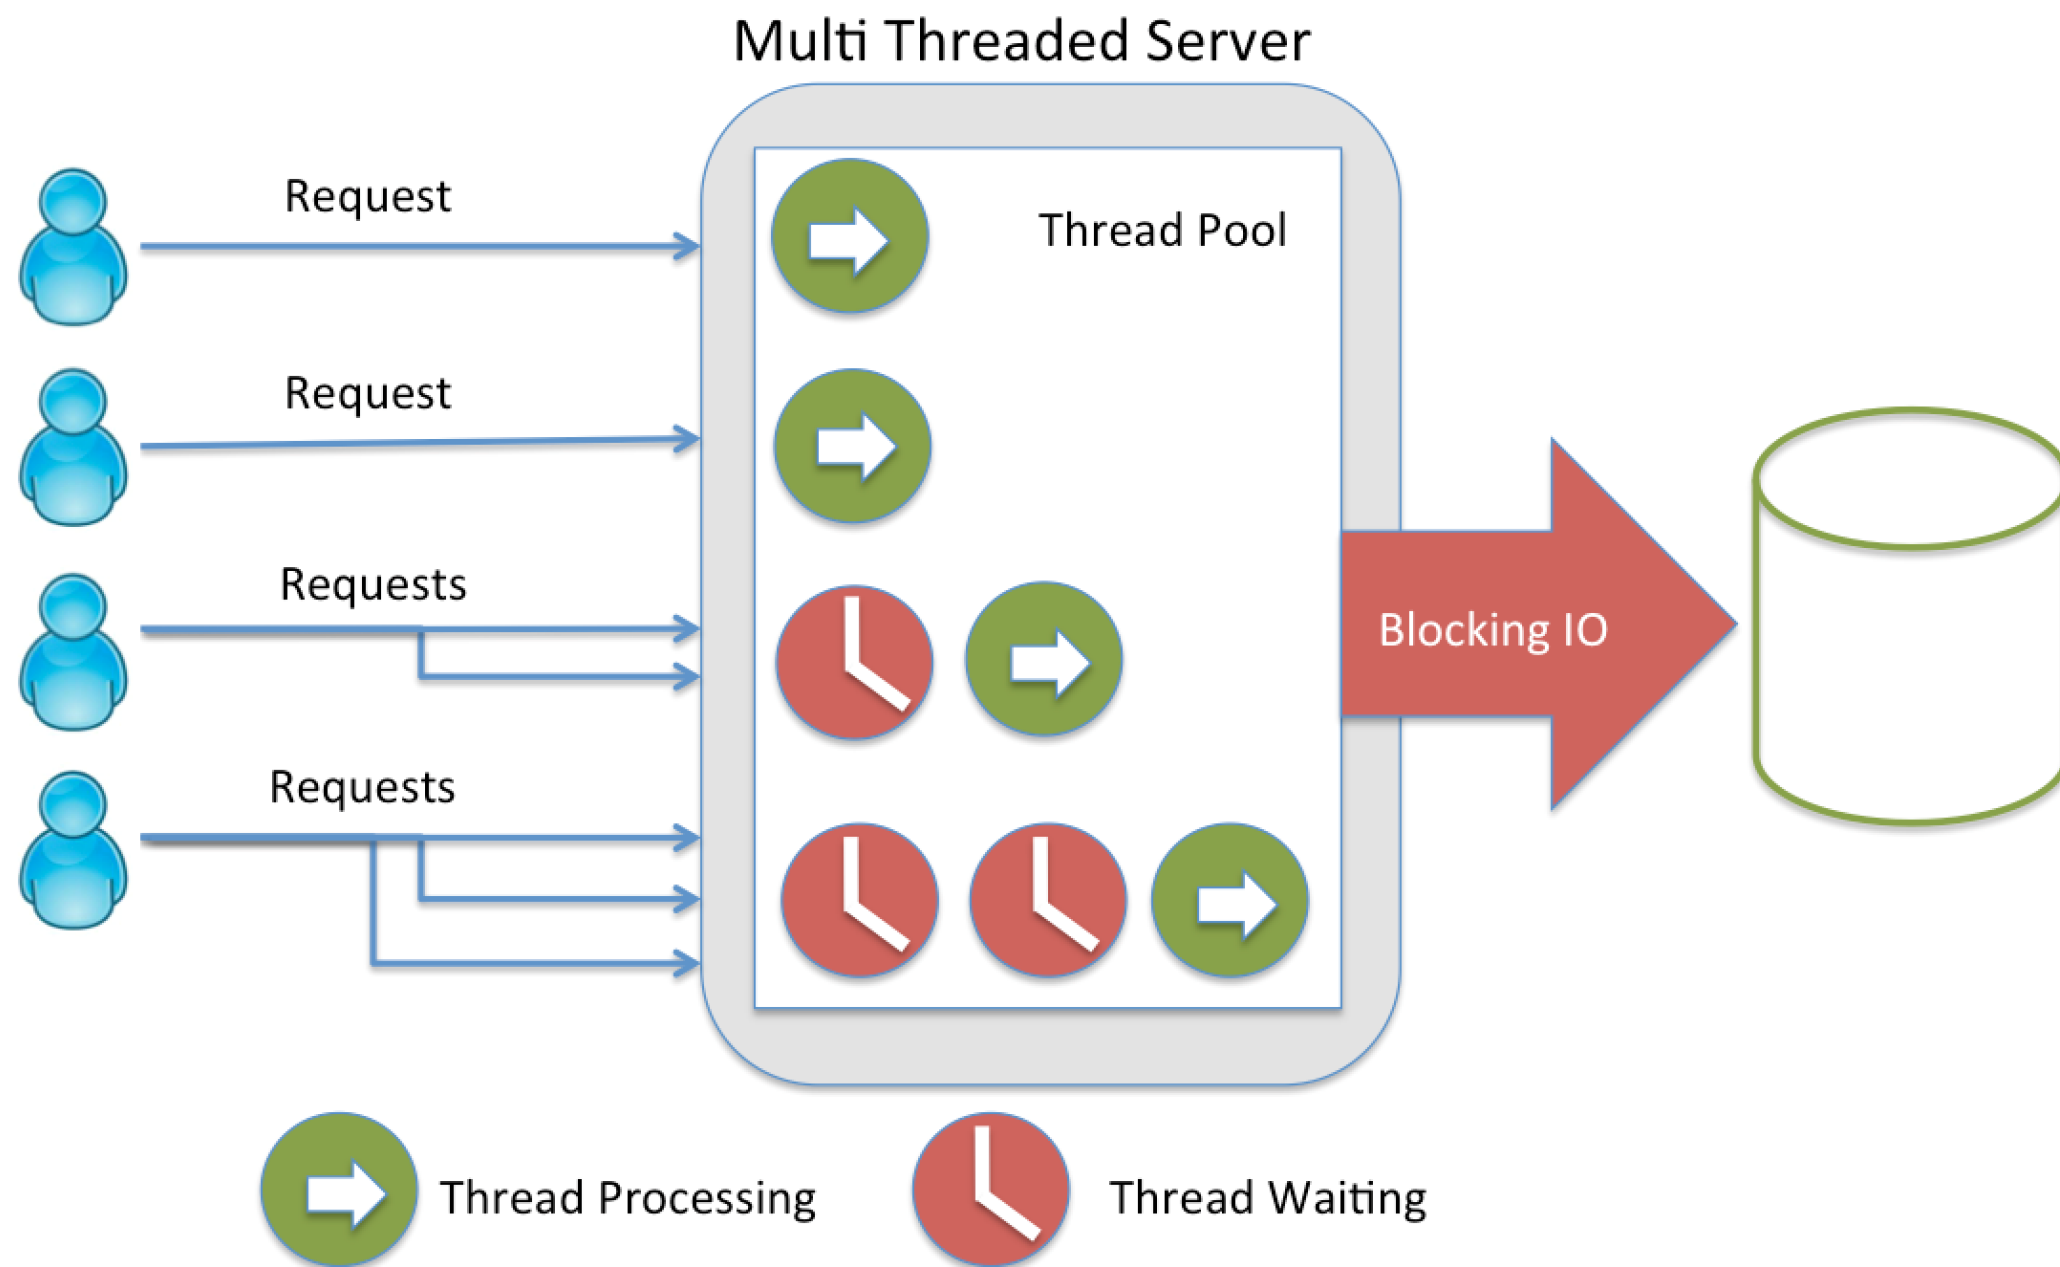 Multi Threaded Server
Request
Thread Pool
Request
Requests
Blocking IO
Requests
Thread Processing
Thread Waiting